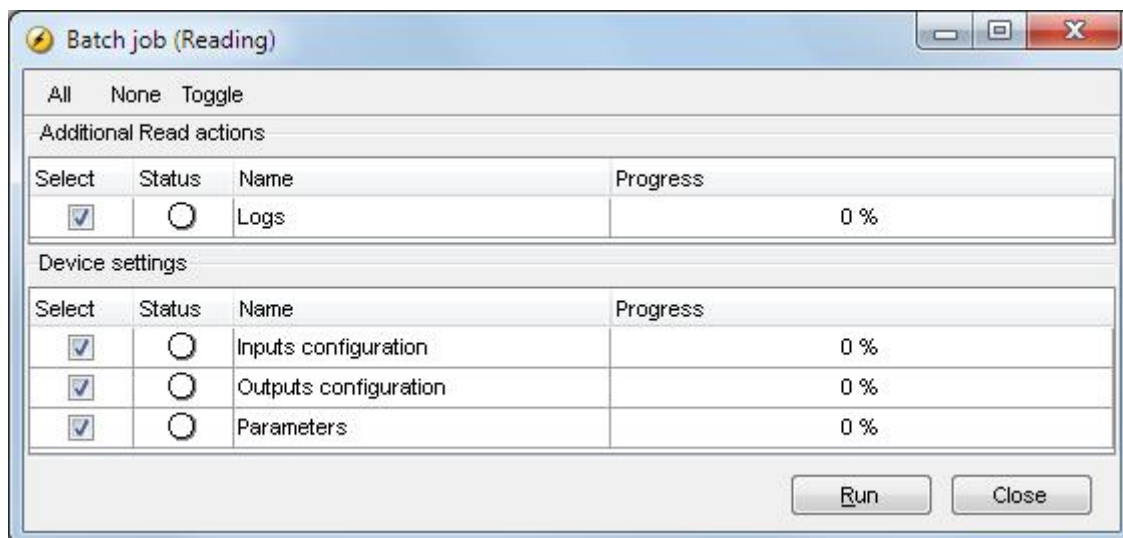 Batch job (Reading)
All None Toggle
Additional Read actions
Select Status Name Progress
Logs 0 %
Device settings
Select Status Name Progress
Inputs configuration 0 %
Outputs configuration 0 %
Parameters 0 %
Run Close